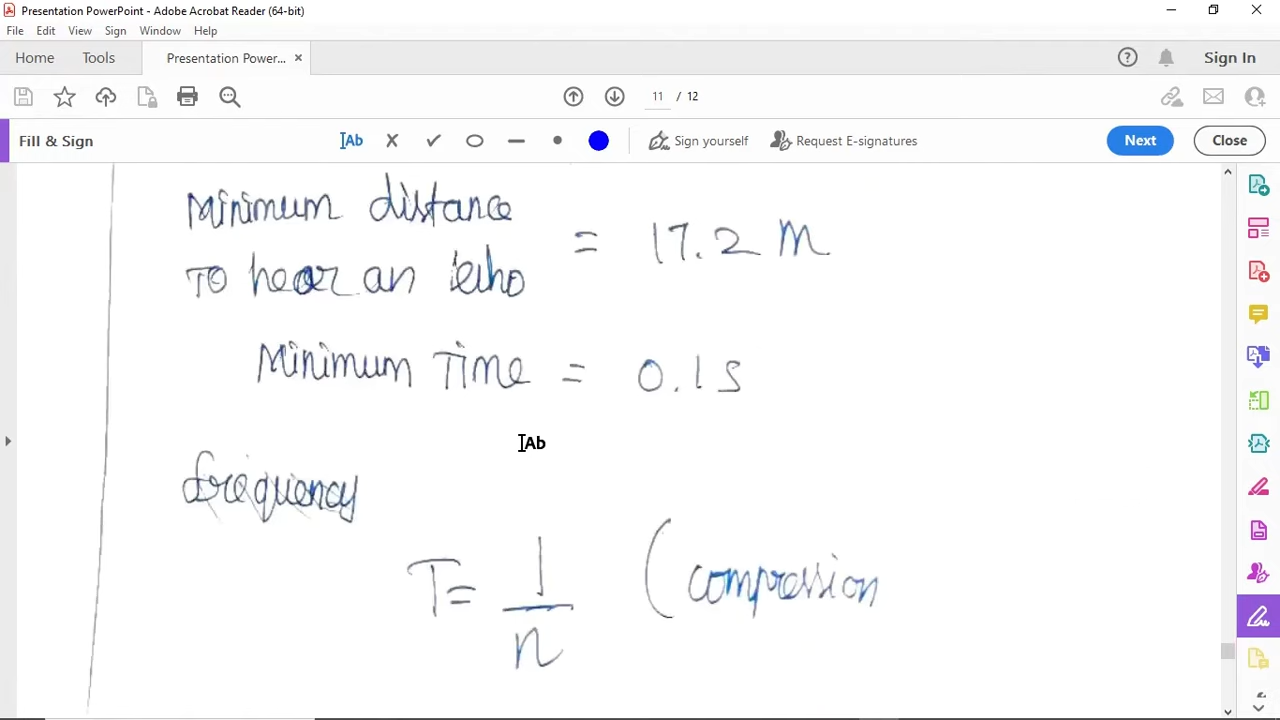 Presentation PowerPoint - Adobe Acrobat Reader (64-bit)
File Edit View Sign Window Help
Home Tools Presentation Power... ×
Sign In
11 / 12
Fill & Sign
Ab
Sign yourself
Request E-signatures
Next
Close
Minimum distance
To hear an echo = 17.2 m
Minimum Time = 0.1 s
Ab
frequency
T = 1/n (compression